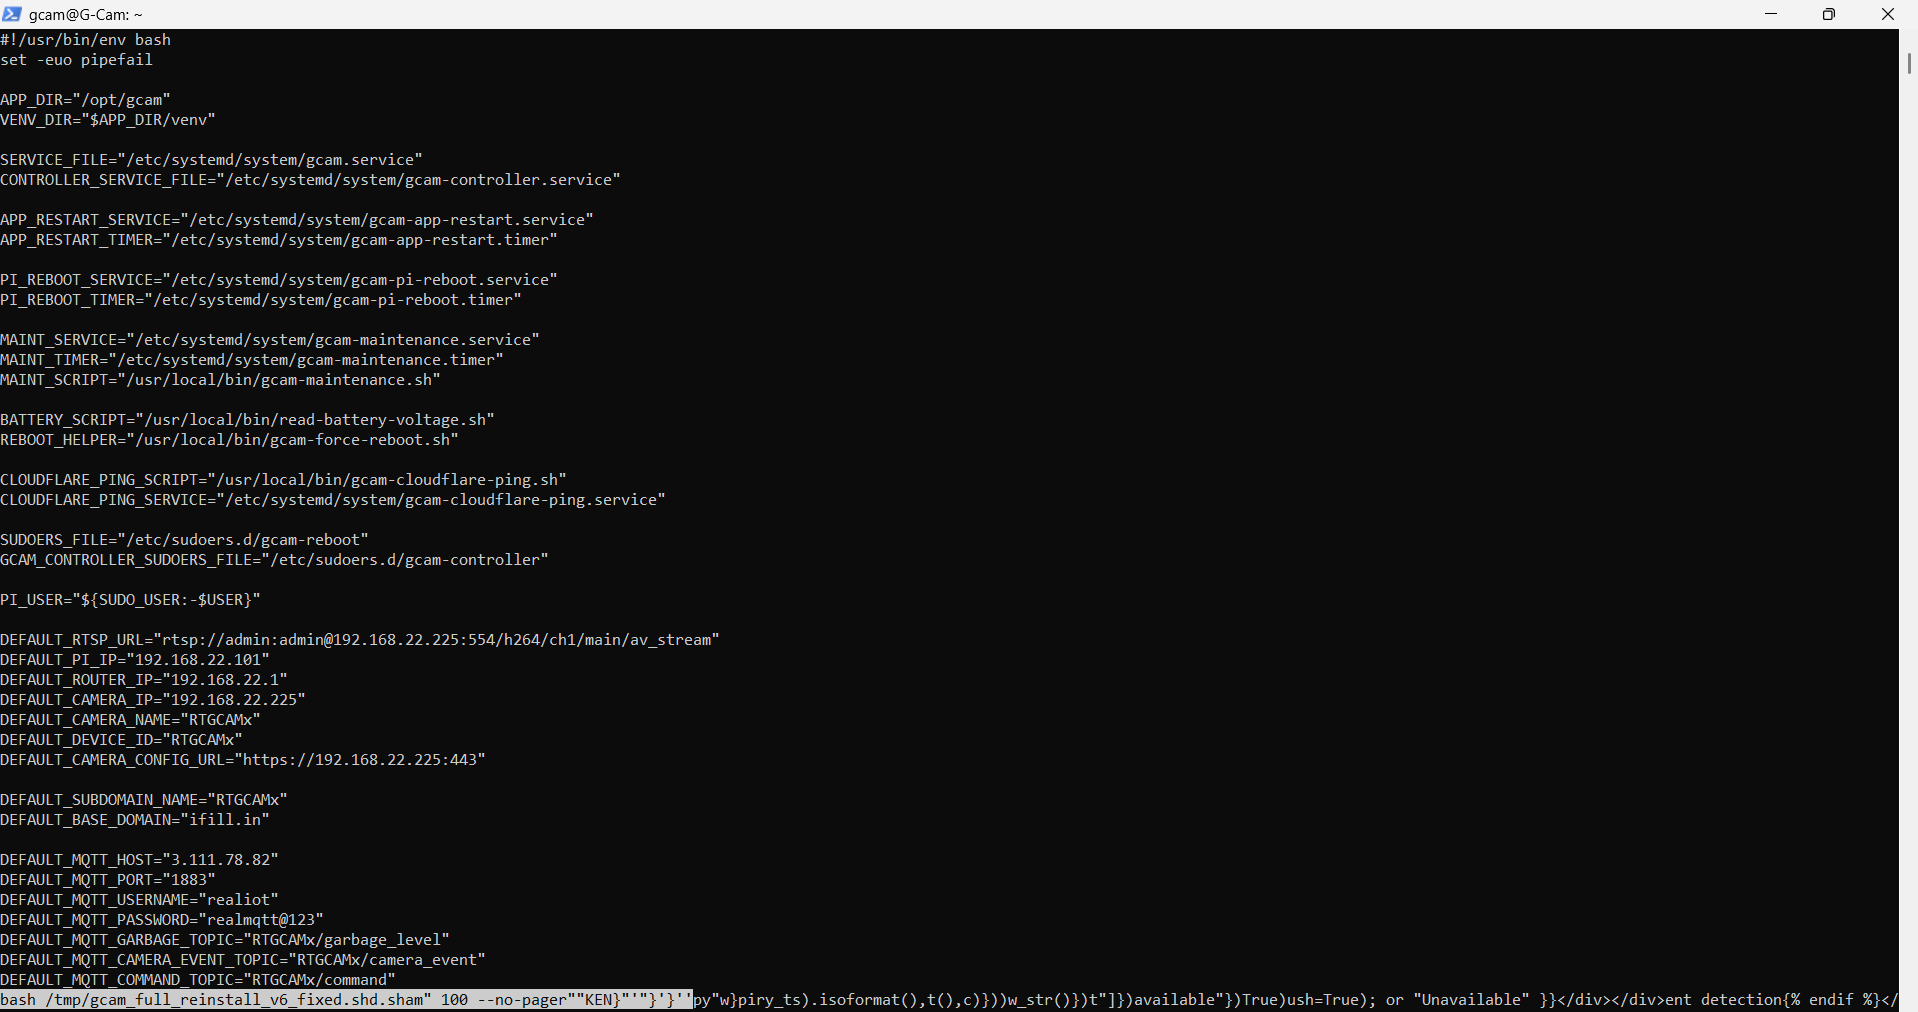 gcam@G-Cam: ~
#!/usr/bin/env bash
set -euo pipefail
APP_DIR="/opt/gcam"
VENV_DIR="$APP_DIR/venv"
SERVICE_FILE="/etc/systemd/system/gcam.service"
CONTROLLER_SERVICE_FILE="/etc/systemd/system/gcam-controller.service"
APP_RESTART_SERVICE="/etc/systemd/system/gcam-app-restart.service"
APP_RESTART_TIMER="/etc/systemd/system/gcam-app-restart.timer"
PI_REBOOT_SERVICE="/etc/systemd/system/gcam-pi-reboot.service"
PI_REBOOT_TIMER="/etc/systemd/system/gcam-pi-reboot.timer"
MAINT_SERVICE="/etc/systemd/system/gcam-maintenance.service"
MAINT_TIMER="/etc/systemd/system/gcam-maintenance.timer"
MAINT_SCRIPT="/usr/local/bin/gcam-maintenance.sh"
BATTERY_SCRIPT="/usr/local/bin/read-battery-voltage.sh"
REBOOT_HELPER="/usr/local/bin/gcam-force-reboot.sh"
CLOUDFLARE_PING_SCRIPT="/usr/local/bin/gcam-cloudflare-ping.sh"
CLOUDFLARE_PING_SERVICE="/etc/systemd/system/gcam-cloudflare-ping.service"
SUDOERS_FILE="/etc/sudoers.d/gcam-reboot"
GCAM_CONTROLLER_SUDOERS_FILE="/etc/sudoers.d/gcam-controller"
PI_USER="${SUDO_USER:-$USER}"
DEFAULT_RTSP_URL="rtsp://admin:admin@192.168.22.225:554/h264/ch1/main/av_stream"
DEFAULT_PI_IP="192.168.22.101"
DEFAULT_ROUTER_IP="192.168.22.1"
DEFAULT_CAMERA_IP="192.168.22.225"
DEFAULT_CAMERA_NAME="RTGCAMx"
DEFAULT_DEVICE_ID="RTGCAMx"
DEFAULT_CAMERA_CONFIG_URL="https://192.168.22.225:443"
DEFAULT_SUBDOMAIN_NAME="RTGCAMx"
DEFAULT_BASE_DOMAIN="ifill.in"
DEFAULT_MQTT_HOST="3.111.78.82"
DEFAULT_MQTT_PORT="1883"
DEFAULT_MQTT_USERNAME="realiot"
DEFAULT_MQTT_PASSWORD="realmqtt@123"
DEFAULT_MQTT_GARBAGE_TOPIC="RTGCAMx/garbage_level"
DEFAULT_MQTT_CAMERA_EVENT_TOPIC="RTGCAMx/camera_event"
DEFAULT_MQTT_COMMAND_TOPIC="RTGCAMx/command"
bash /tmp/gcam_full_reinstall_v6_fixed.shd.sham" 100 --no-pager""KEN}"'"}'}''py"w}piry_ts).isoformat(),t(),c)}))w_str()})t"]})available"})True)ush=True); or "Unavailable" }}</div></div>ent detection{% endif %}</